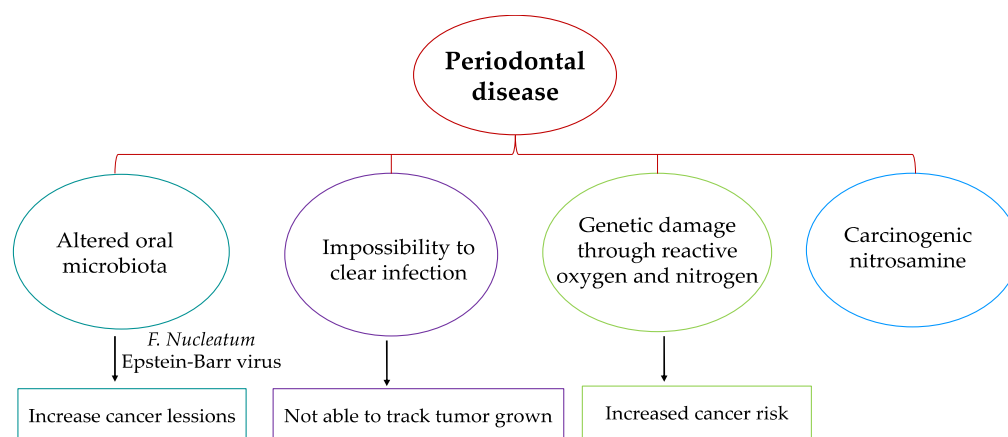 Periodontal
disease
Altered oral
microbiota
Impossibility to
clear infection
Genetic damage
through reactive
oxygen and nitrogen
Carcinogenic
nitrosamine
F. Nucleatum
Epstein-Barr virus
Increase cancer lessions
Not able to track tumor grown
Increased cancer risk